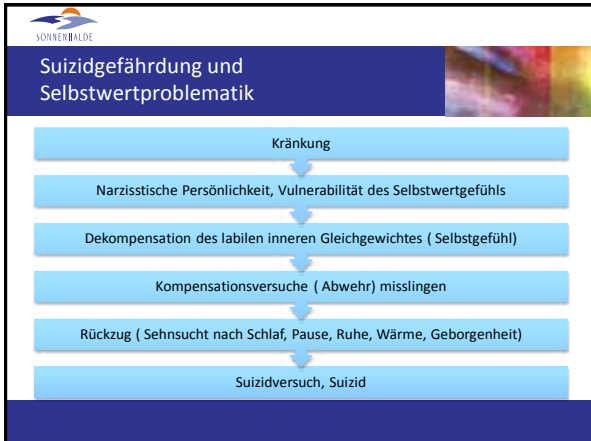 SONNENHALDE
Suizidgefährdung und
Selbstwertproblematik
Kränkung
Narzisstische Persönlichkeit, Vulnerabilität des Selbstwertgefühls
Dekompensation des labilen inneren Gleichgewichtes ( Selbstgefühl)
Kompensationsversuche ( Abwehr) misslingen
Rückzug ( Sehnsucht nach Schlaf, Pause, Ruhe, Wärme, Geborgenheit)
Suizidversuch, Suizid